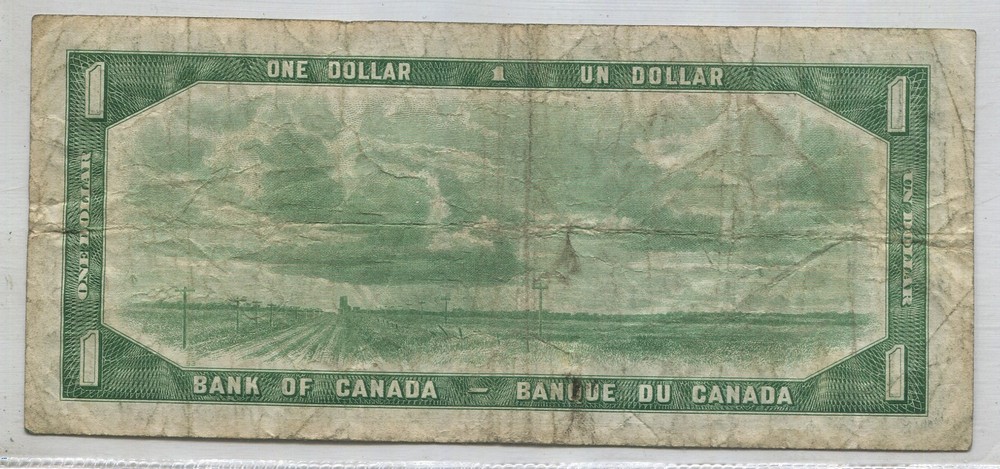 ONE DOLLAR 1 UN DOLLAR
1
1
ONE DOLLAR
UN DOLLAR
1
1
BANK OF CANADA – BANQUE DU CANADA